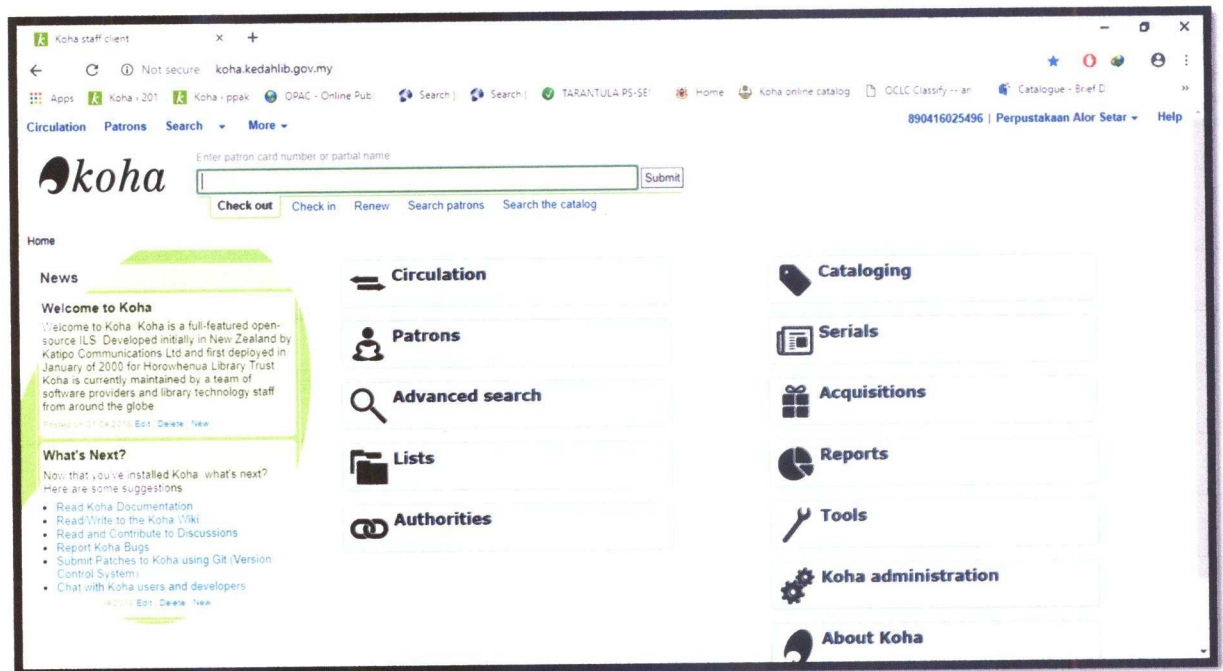 Koha staff client
Not secure koha.kedahlib.gov.my
Apps Koha › 201 Koha › ppak OPAC - Online Pub Search | Search | TARANTULA PS-SE Home Koha online catalog OCLC Classify -- an Catalogue - Brief D »
Circulation Patrons Search More 890416025496 | Perpustakaan Alor Setar Help
koha
Enter patron card number or partial name
Submit
Check out Check in Renew Search patrons Search the catalog
Home
News
Welcome to Koha
Welcome to Koha. Koha is a full-featured open-
source ILS. Developed initially in New Zealand by
Katipo Communications Ltd and first deployed in
January of 2000 for Horowhenua Library Trust
Koha is currently maintained by a team of
software providers and library technology staff
from around the globe
Edit Delete New
What's Next?
Now that you've installed Koha what's next?
Here are some suggestions
• Read Koha Documentation
• Read/Write to the Koha Wiki
• Read and Contribute to Discussions
• Report Koha Bugs
• Submit Patches to Koha using Git (Version
Control System)
• Chat with Koha users and developers
Edit Delete New
Circulation
Patrons
Advanced search
Lists
Authorities
Cataloging
Serials
Acquisitions
Reports
Tools
Koha administration
About Koha